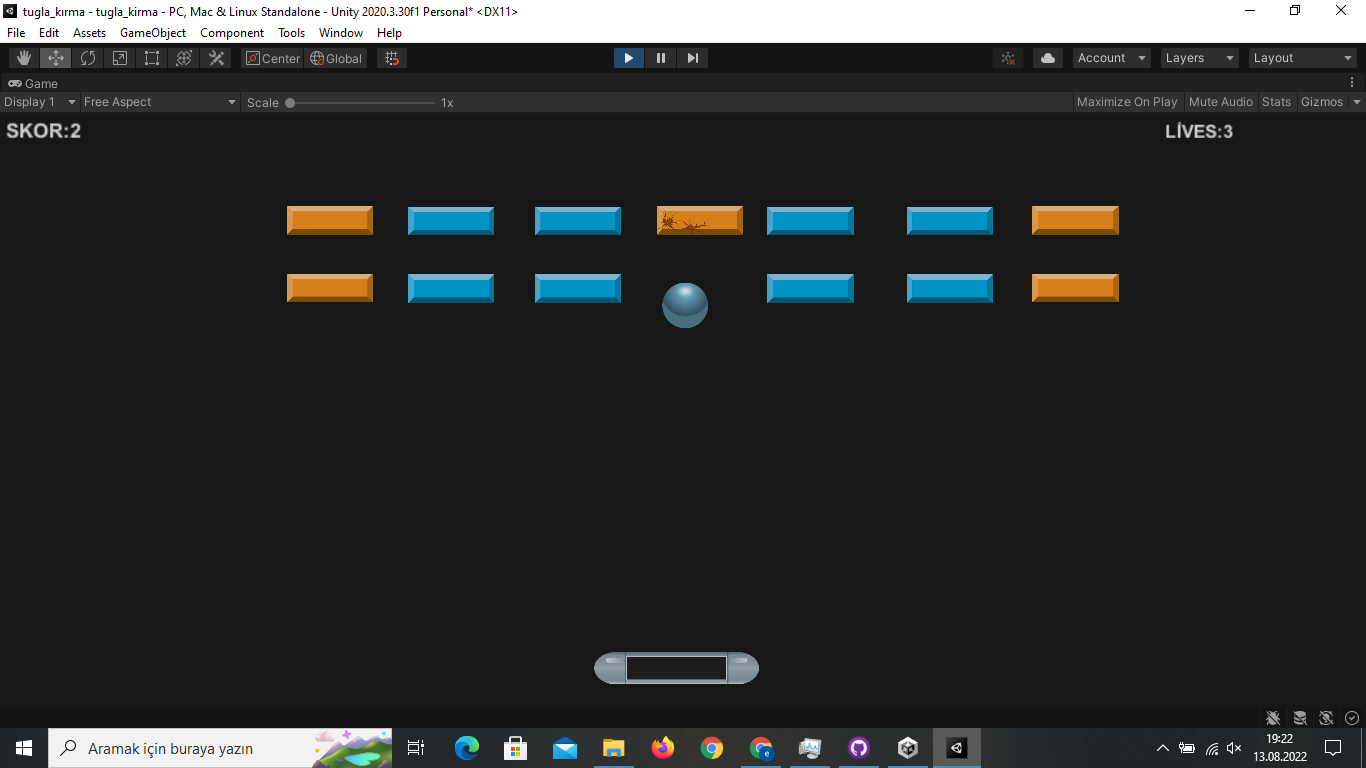 tugla_kırma - tugla_kırma - PC, Mac & Linux Standalone - Unity 2020.3.30f1 Personal* <DX11>
File Edit Assets GameObject Component Tools Window Help
Center Global Account Layers Layout
Game
Display 1 Free Aspect Scale 1x Maximize On Play Mute Audio Stats Gizmos
SKOR:2 LİVES:3
Aramak için buraya yazın
19:22
13.08.2022